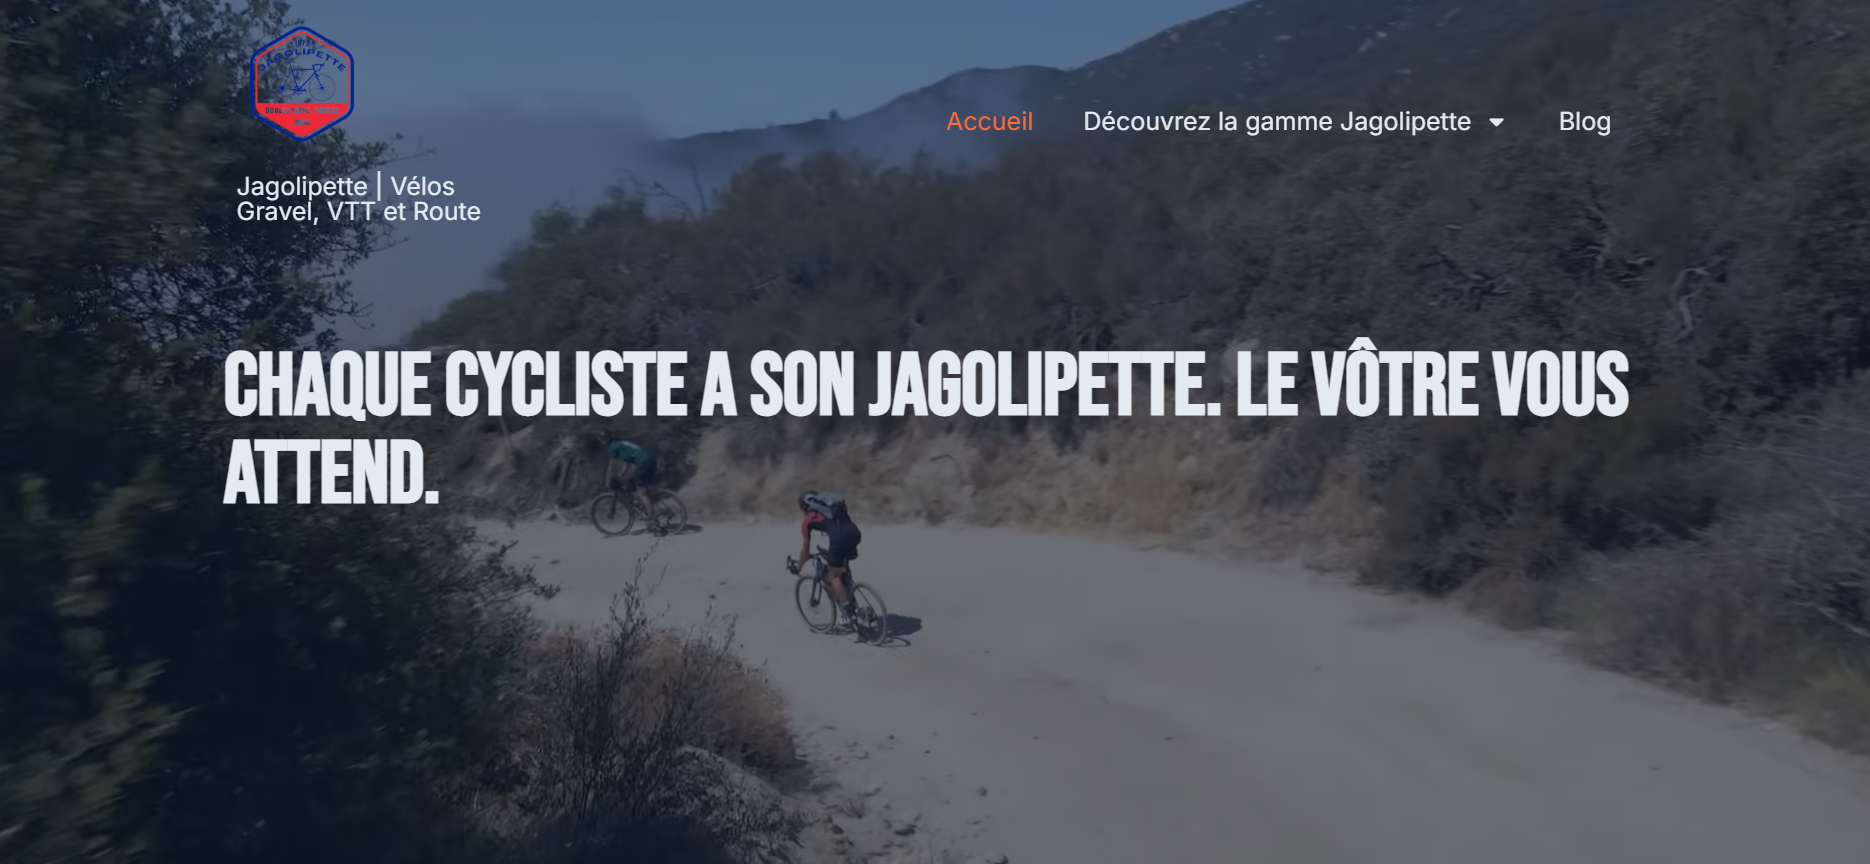 JAGOLIPETTE
Accueil
Découvrez la gamme Jagolipette
Blog
Jagolipette | Vélos
Gravel, VTT et Route
CHAQUE CYCLISTE A SON JAGOLIPETTE. LE VÔTRE VOUS
ATTEND.